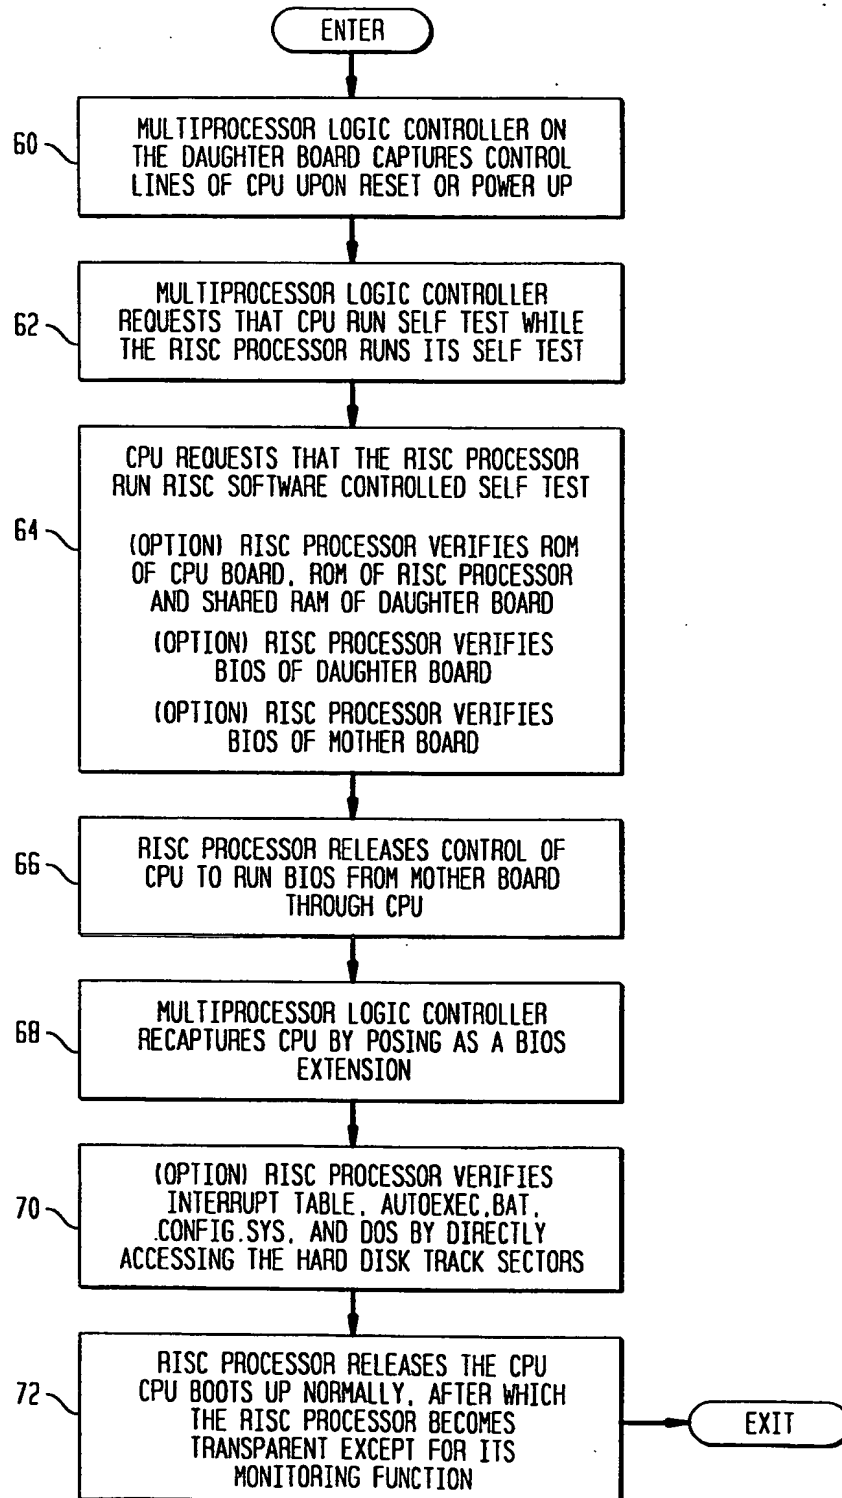 ENTER
60
MULTIPROCESSOR LOGIC CONTROLLER ON
THE DAUGHTER BOARD CAPTURES CONTROL
LINES OF CPU UPON RESET OR POWER UP
62
MULTIPROCESSOR LOGIC CONTROLLER
REQUESTS THAT CPU RUN SELF TEST WHILE
THE RISC PROCESSOR RUNS ITS SELF TEST
64
CPU REQUESTS THAT THE RISC PROCESSOR
RUN RISC SOFTWARE CONTROLLED SELF TEST
(OPTION) RISC PROCESSOR VERIFIES ROM
OF CPU BOARD, ROM OF RISC PROCESSOR
AND SHARED RAM OF DAUGHTER BOARD
(OPTION) RISC PROCESSOR VERIFIES
BIOS OF DAUGHTER BOARD
(OPTION) RISC PROCESSOR VERIFIES
BIOS OF MOTHER BOARD
66
RISC PROCESSOR RELEASES CONTROL OF
CPU TO RUN BIOS FROM MOTHER BOARD
THROUGH CPU
68
MULTIPROCESSOR LOGIC CONTROLLER
RECAPTURES CPU BY POSING AS A BIOS
EXTENSION
70
(OPTION) RISC PROCESSOR VERIFIES
INTERRUPT TABLE, AUTOEXEC.BAT,
.CONFIG.SYS, AND DOS BY DIRECTLY
ACCESSING THE HARD DISK TRACK SECTORS
72
RISC PROCESSOR RELEASES THE CPU
CPU BOOTS UP NORMALLY, AFTER WHICH
THE RISC PROCESSOR BECOMES
TRANSPARENT EXCEPT FOR ITS
MONITORING FUNCTION
EXIT